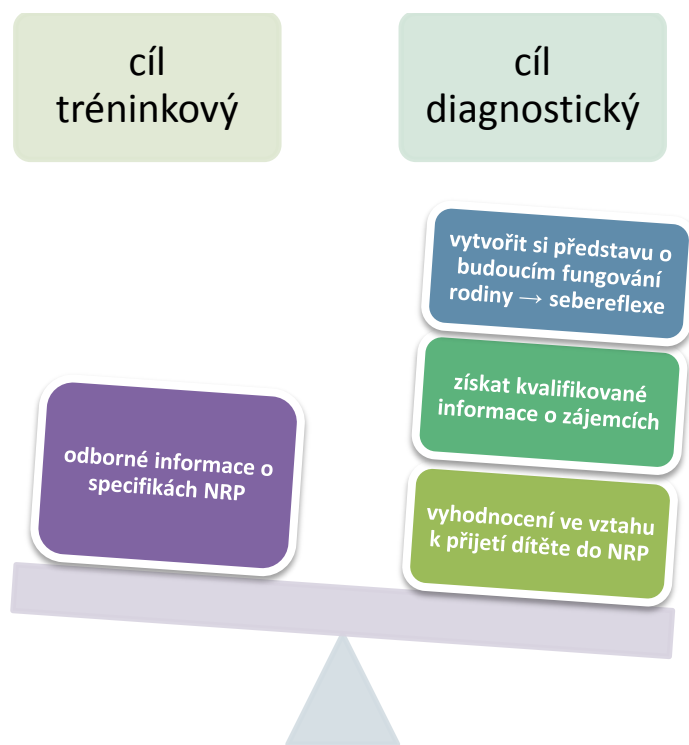 cíl
tréninkový
cíl
diagnostický
vytvořit si představu o
budoucím fungování
rodiny → sebereflexe
získat kvalifikované
informace o zájemcích
odborné informace o
specifikách NRP
vyhodnocení ve vztahu
k přijetí dítěte do NRP